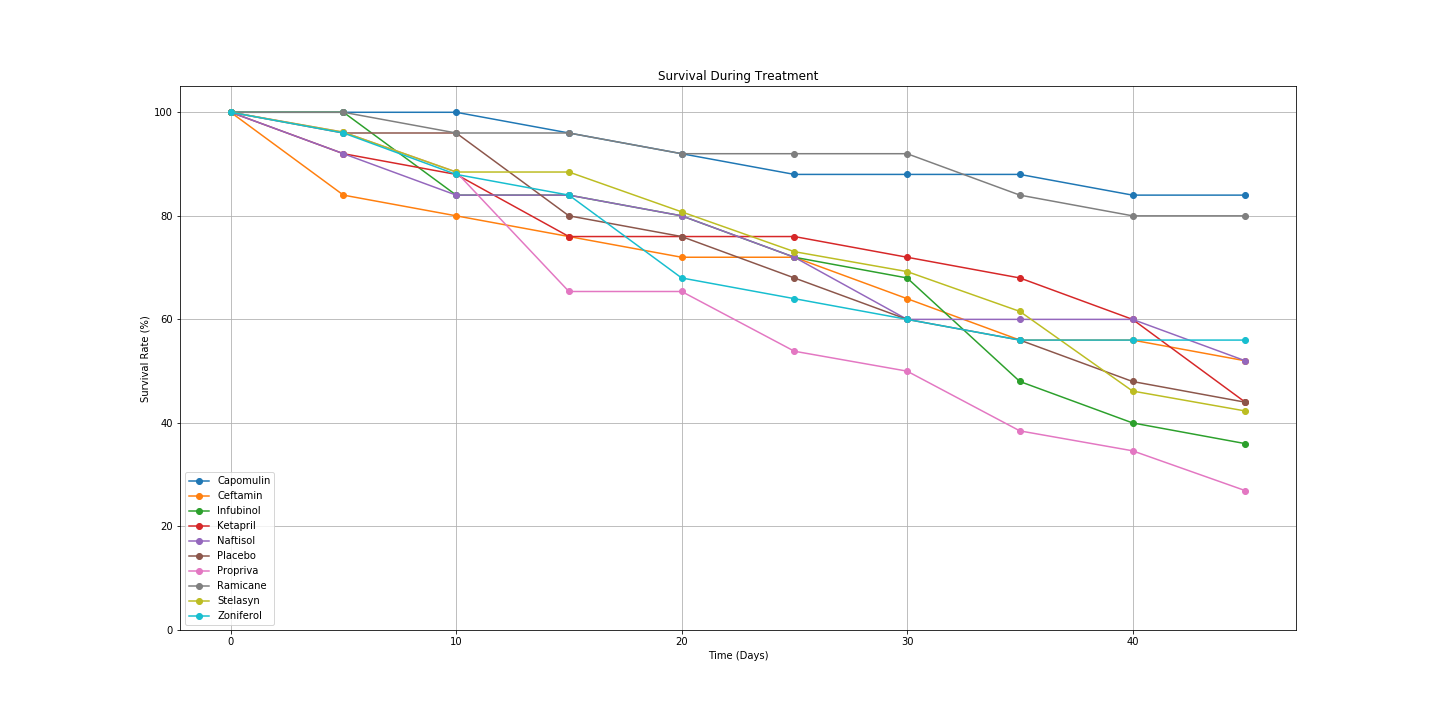 Survival During Treatment
100
80
60
40
20
0
Survival Rate (%)
Capomulin
Ceftamin
Infubinol
Ketapril
Naftisol
Placebo
Propriva
Ramicane
Stelasyn
Zoniferol
0 10 20 30 40
Time (Days)